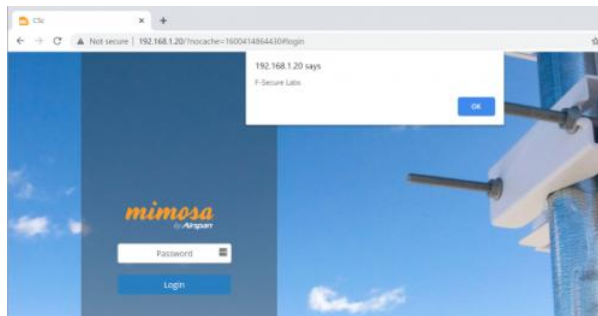 C5c
Not secure | 192.168.1.20/?nocache=1600414864430#login
192.168.1.20 says
F-Secure Labs
OK
mimosa
by Airspan
Password
Login